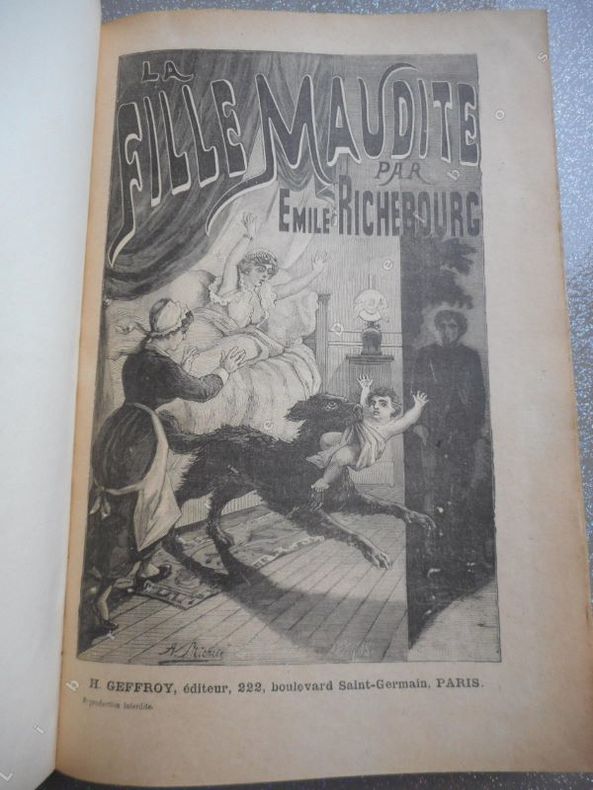 LA
FILLE MAUDITE
PAR
EMILE RICHEBOURG
H. GEFFROY, éditeur, 222, boulevard Saint-Germain, PARIS.
Reproduction interdite.